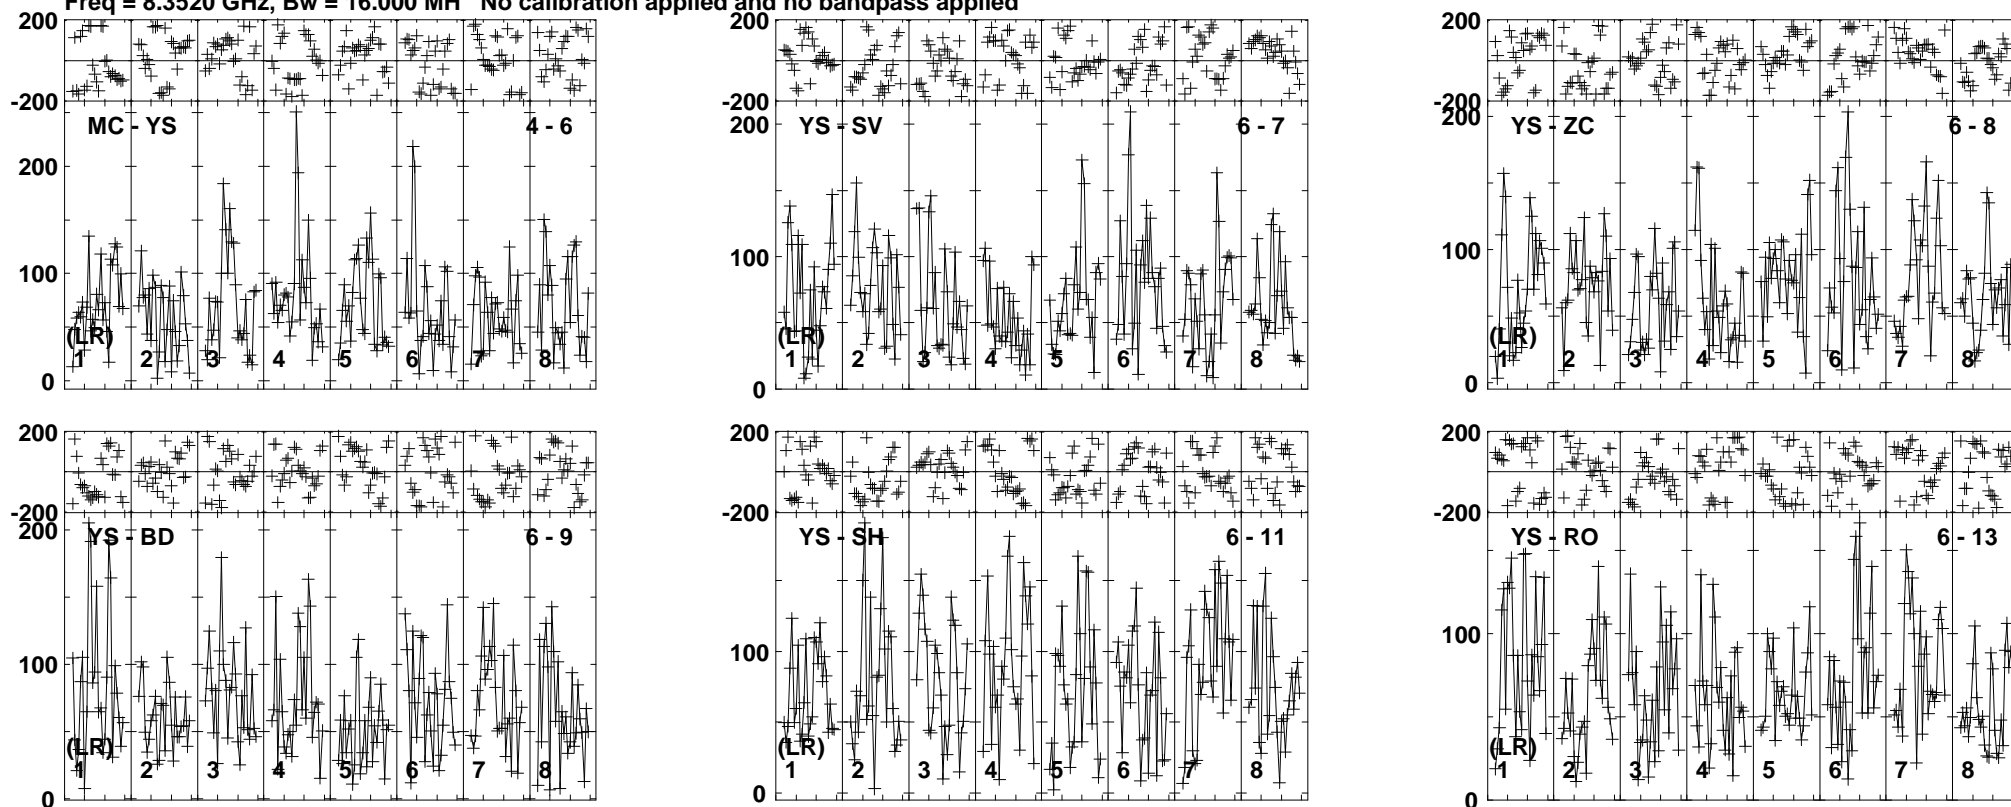 Freq = 8.3520 GHz, Bw = 16.000 MH No calibration applied and no bandpass applied
200
-200
MC - YS
4 - 6
200
100
0
(LR)
1 2 3 4 5 6 7 8
200
-200
YS - SV
6 - 7
200
100
0
(LR)
1 2 3 4 5 6 7 8
200
-200
YS - ZC
6 - 8
200
100
0
(LR)
1 2 3 4 5 6 7 8
200
-200
YS - BD
6 - 9
200
100
0
(LR)
1 2 3 4 5 6 7 8
200
-200
YS - SH
6 - 11
100
0
(LR)
1 2 3 4 5 6 7 8
200
-200
YS - RO
6 - 13
100
0
(LR)
1 2 3 4 5 6 7 8